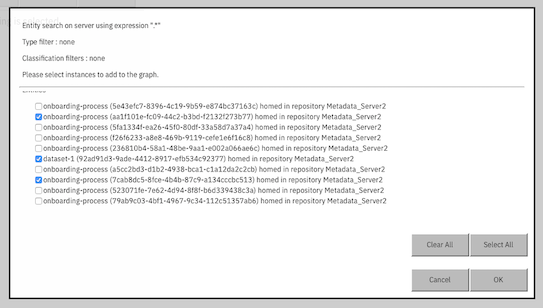 Entity search on server using expression ".*"
Type filter : none
Classification filters : none
Please select instances to add to the graph.
onboarding-process (5e43efc7-8396-4c19-9b59-e874bc37163c) homed in repository Metadata_Server2
onboarding-process (aa1f101e-fc09-44c2-b3bd-f2132f273b77) homed in repository Metadata_Server2
onboarding-process (5fa1334f-ea26-45f0-80df-33a58d7a37a4) homed in repository Metadata_Server2
onboarding-process (f26f6233-a8e8-469b-9119-cefe1e6f16c8) homed in repository Metadata_Server2
onboarding-process (236810b4-58a1-48be-9aa1-e002a066ae6c) homed in repository Metadata_Server2
dataset-1 (92ad91d3-9ade-4412-8917-efb534c92377) homed in repository Metadata_Server2
onboarding-process (a5cc2bd3-d1b2-4938-bca1-c1a12da2c2cb) homed in repository Metadata_Server2
onboarding-process (7cab8dc5-8fce-4b4b-87c9-a134cccbc513) homed in repository Metadata_Server2
onboarding-process (523071fe-7e62-4d94-8f8f-b6d339438c3a) homed in repository Metadata_Server2
onboarding-process (79ab9c03-4bf1-4967-9c34-112c51357ab6) homed in repository Metadata_Server2
Clear All Select All
Cancel OK